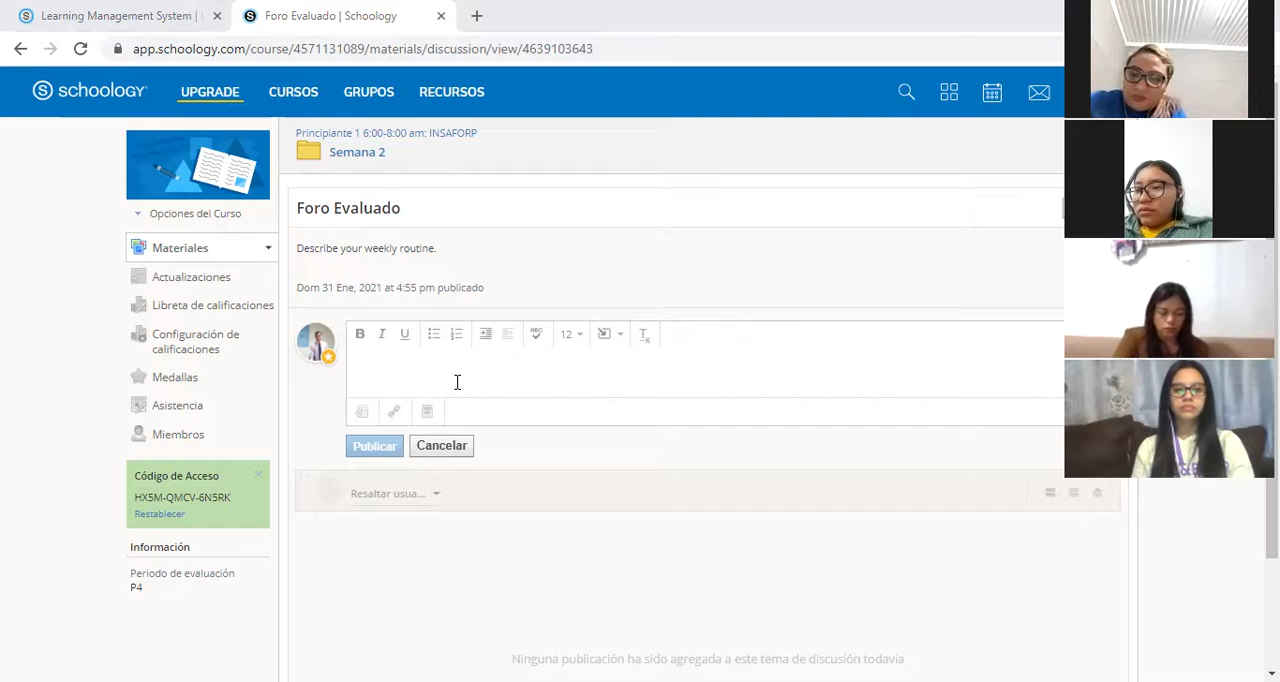 Learning Management System |
Foro Evaluado | Schoology
app.schoology.com/course/4571131089/materials/discussion/view/4639103643
S schoology
UPGRADE CURSOS GRUPOS RECURSOS
Principiante 1 6:00-8:00 am: INSAFORP
Semana 2
Opciones del Curso
Materiales
Actualizaciones
Libreta de calificaciones
Configuración de
calificaciones
Medallas
Asistencia
Miembros
Código de Acceso
HX5M-QMCV-6N5RK
Restablecer
Información
Periodo de evaluación
P4
Foro Evaluado
Describe your weekly routine.
Dom 31 Ene, 2021 at 4:55 pm publicado
B I U ABC 12 Tx
Publicar Cancelar
Resaltar usua...
Ninguna publicación ha sido agregada a este tema de discusión todavía